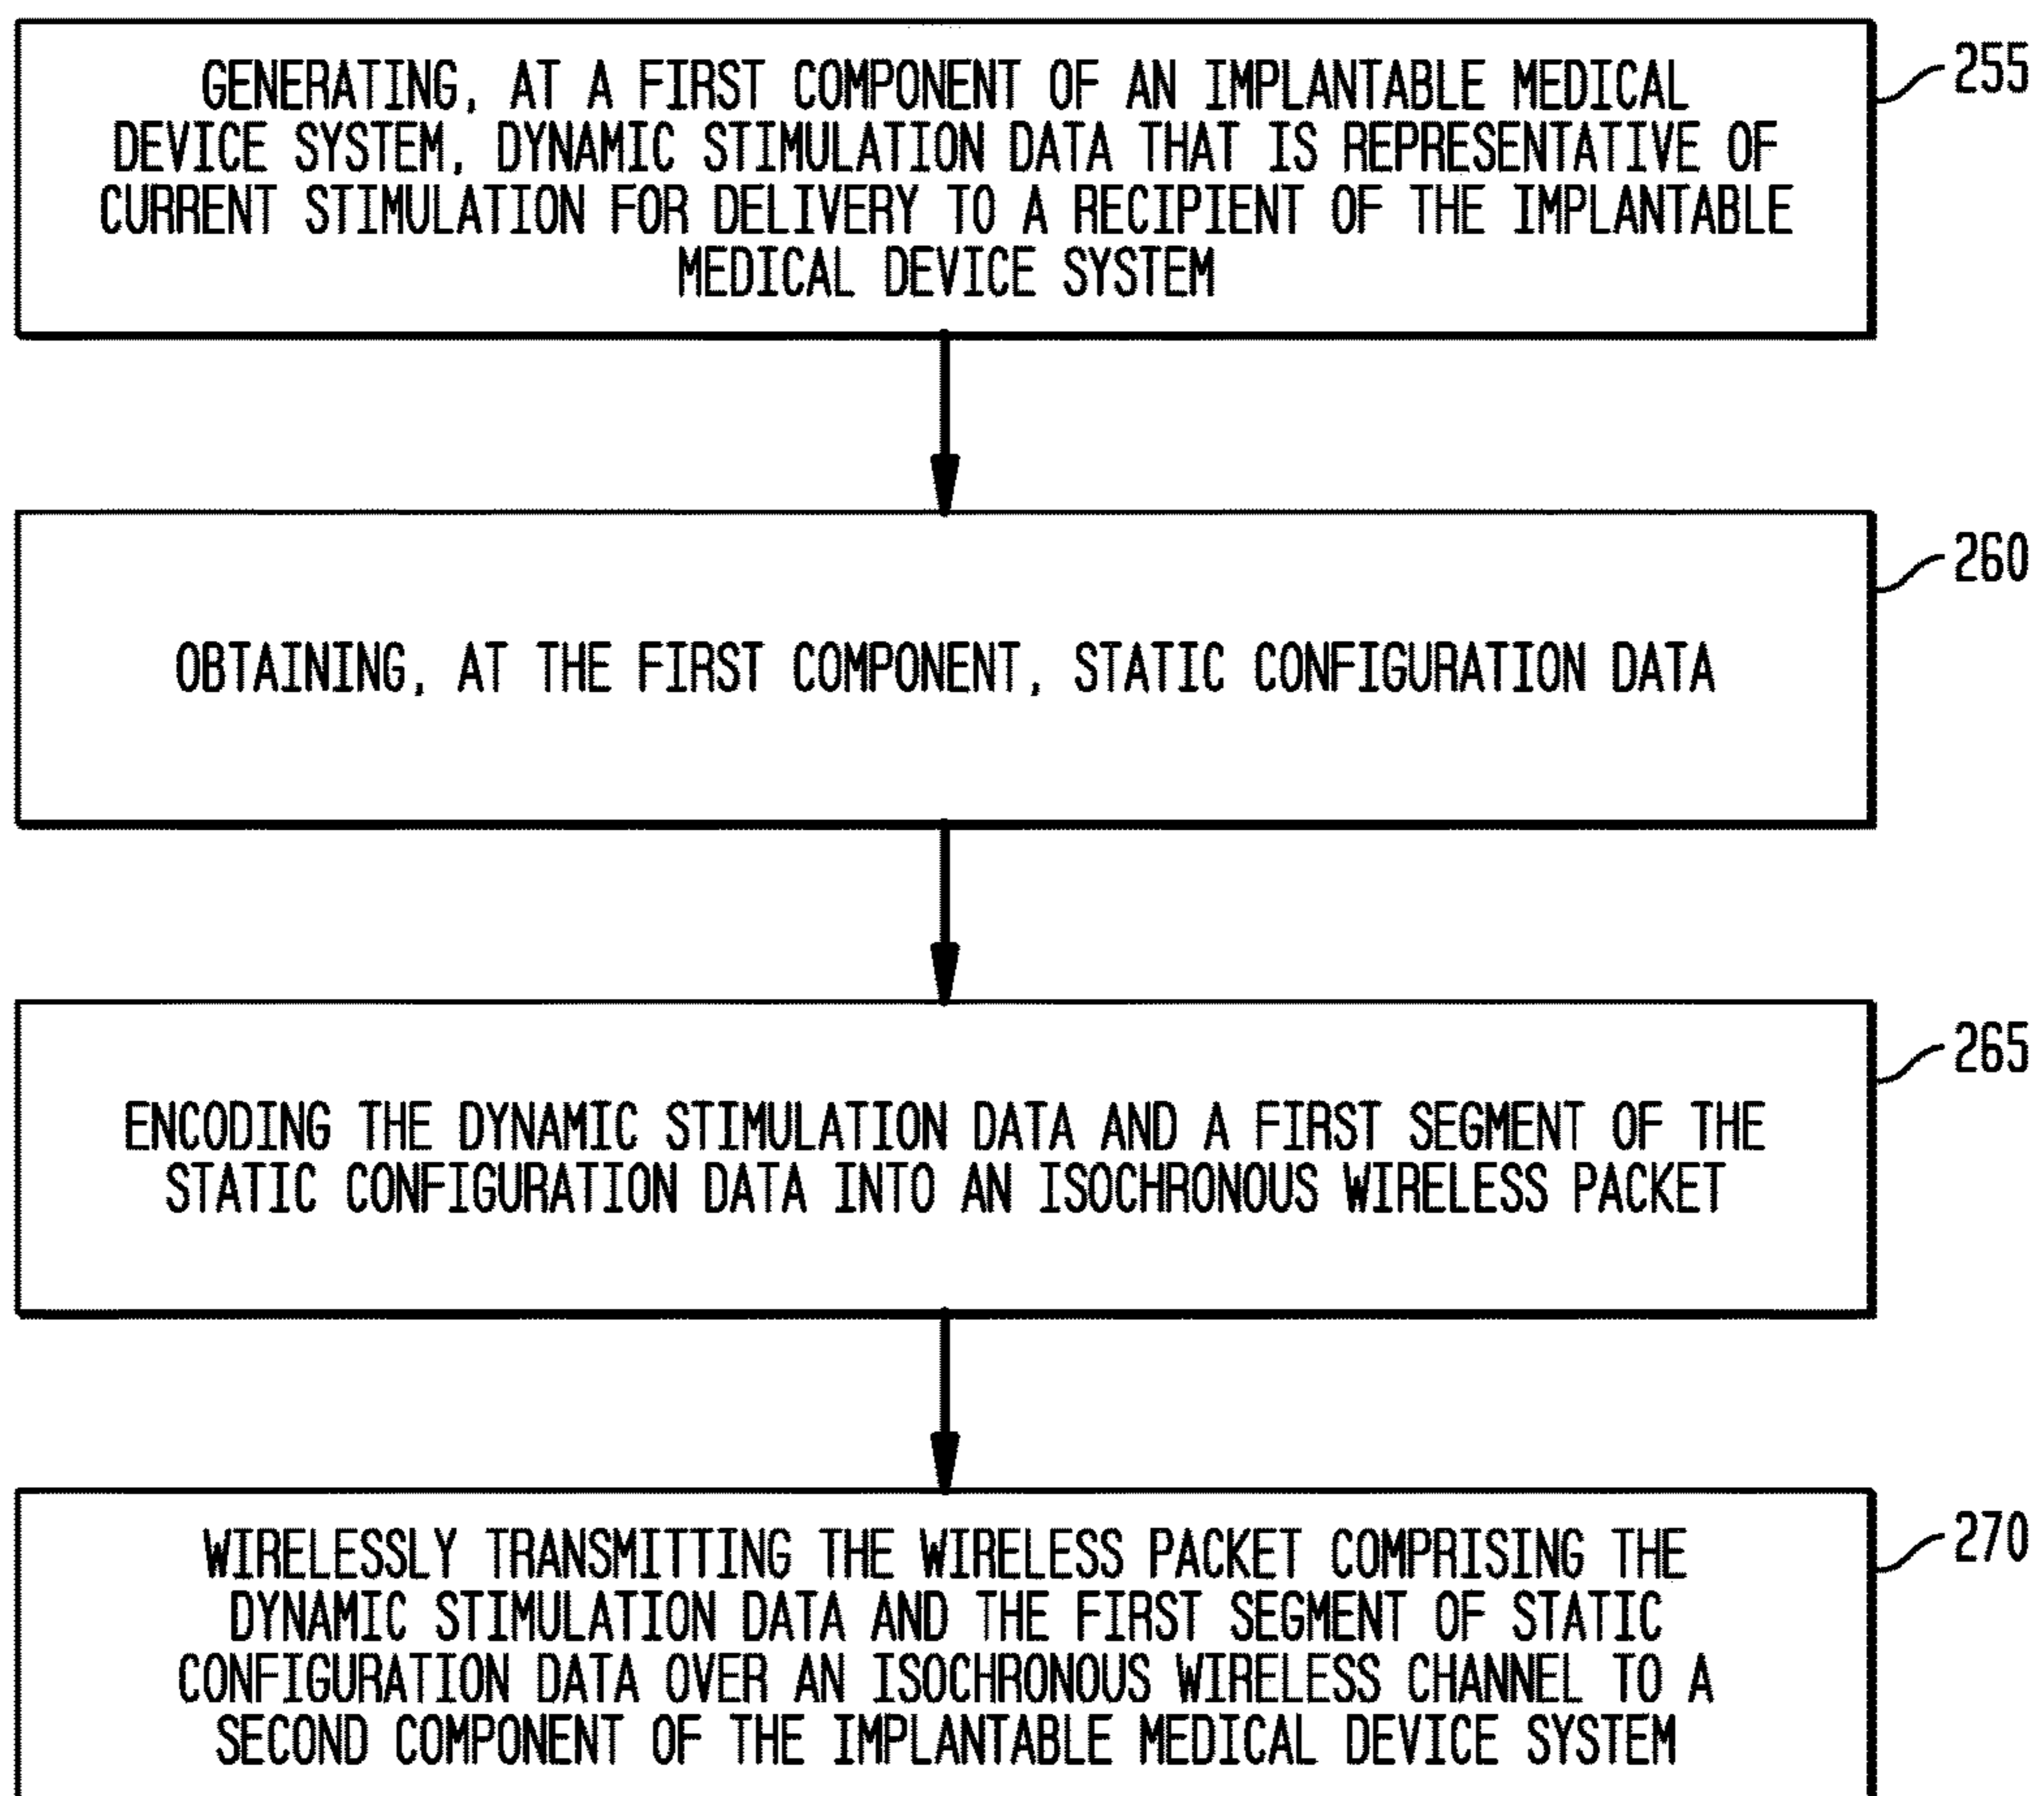 GENERATING, AT A FIRST COMPONENT OF AN IMPLANTABLE MEDICAL
DEVICE SYSTEM, DYNAMIC STIMULATION DATA THAT IS REPRESENTATIVE OF
CURRENT STIMULATION FOR DELIVERY TO A RECIPIENT OF THE IMPLANTABLE
MEDICAL DEVICE SYSTEM
255
OBTAINING, AT THE FIRST COMPONENT, STATIC CONFIGURATION DATA
260
ENCODING THE DYNAMIC STIMULATION DATA AND A FIRST SEGMENT OF THE
STATIC CONFIGURATION DATA INTO AN ISOCHRONOUS WIRELESS PACKET
265
WIRELESSLY TRANSMITTING THE WIRELESS PACKET COMPRISING THE
DYNAMIC STIMULATION DATA AND THE FIRST SEGMENT OF STATIC
CONFIGURATION DATA OVER AN ISOCHRONOUS WIRELESS CHANNEL TO A
SECOND COMPONENT OF THE IMPLANTABLE MEDICAL DEVICE SYSTEM
270